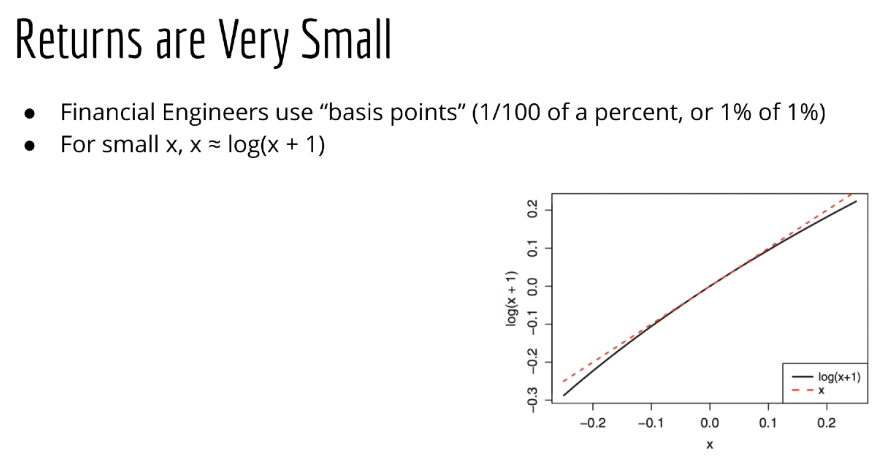 Returns are Very Small
● Financial Engineers use “basis points” (1/100 of a percent, or 1% of 1%)
● For small x, x ≈ log(x + 1)
log(x + 1)
0.2
0.1
0.0
−0.1
−0.2
−0.3
log(x+1)
x
−0.2 −0.1 0.0 0.1 0.2
x